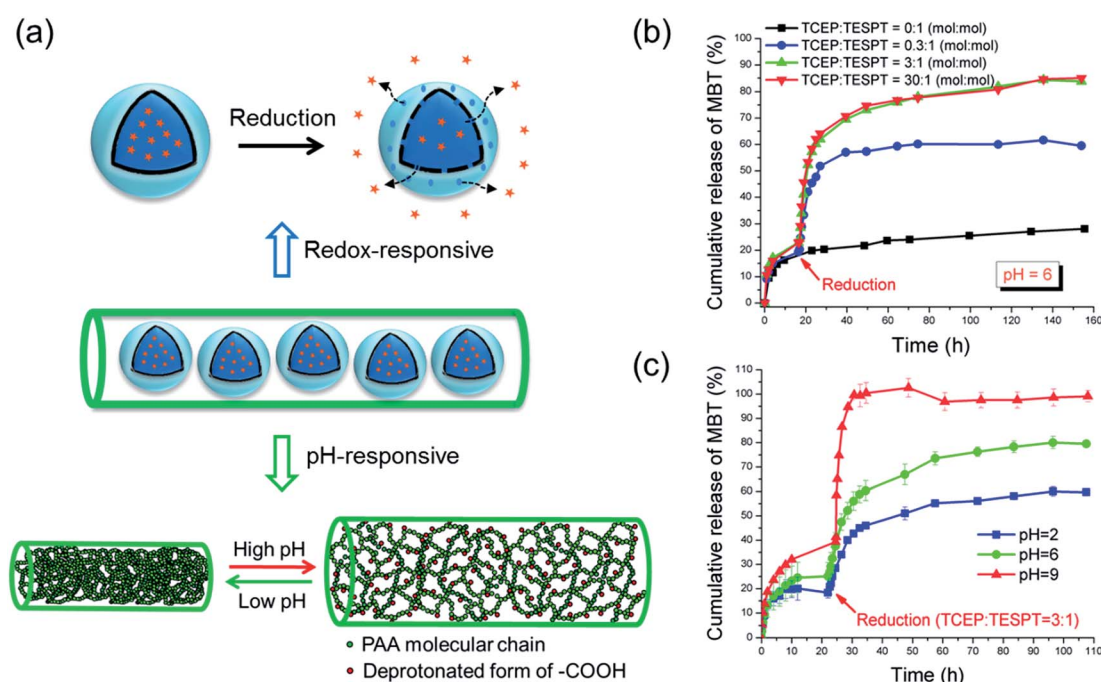 (a)
Reduction
Redox-responsive
pH-responsive
High pH
Low pH
PAA molecular chain
Deprotonated form of -COOH
(b)
TCEP:TESPT = 0:1 (mol:mol)
TCEP:TESPT = 0.3:1 (mol:mol)
TCEP:TESPT = 3:1 (mol:mol)
TCEP:TESPT = 30:1 (mol:mol)
Cumulative release of MBT (%)
100
90
80
70
60
50
40
30
20
10
0
Reduction
pH = 6
0 20 40 60 80 100 120 140 160
Time (h)
(c)
Cumulative release of MBT (%)
110
100
90
80
70
60
50
40
30
20
10
0
pH=2
pH=6
pH=9
Reduction (TCEP:TESPT=3:1)
0 10 20 30 40 50 60 70 80 90 100 110
Time (h)